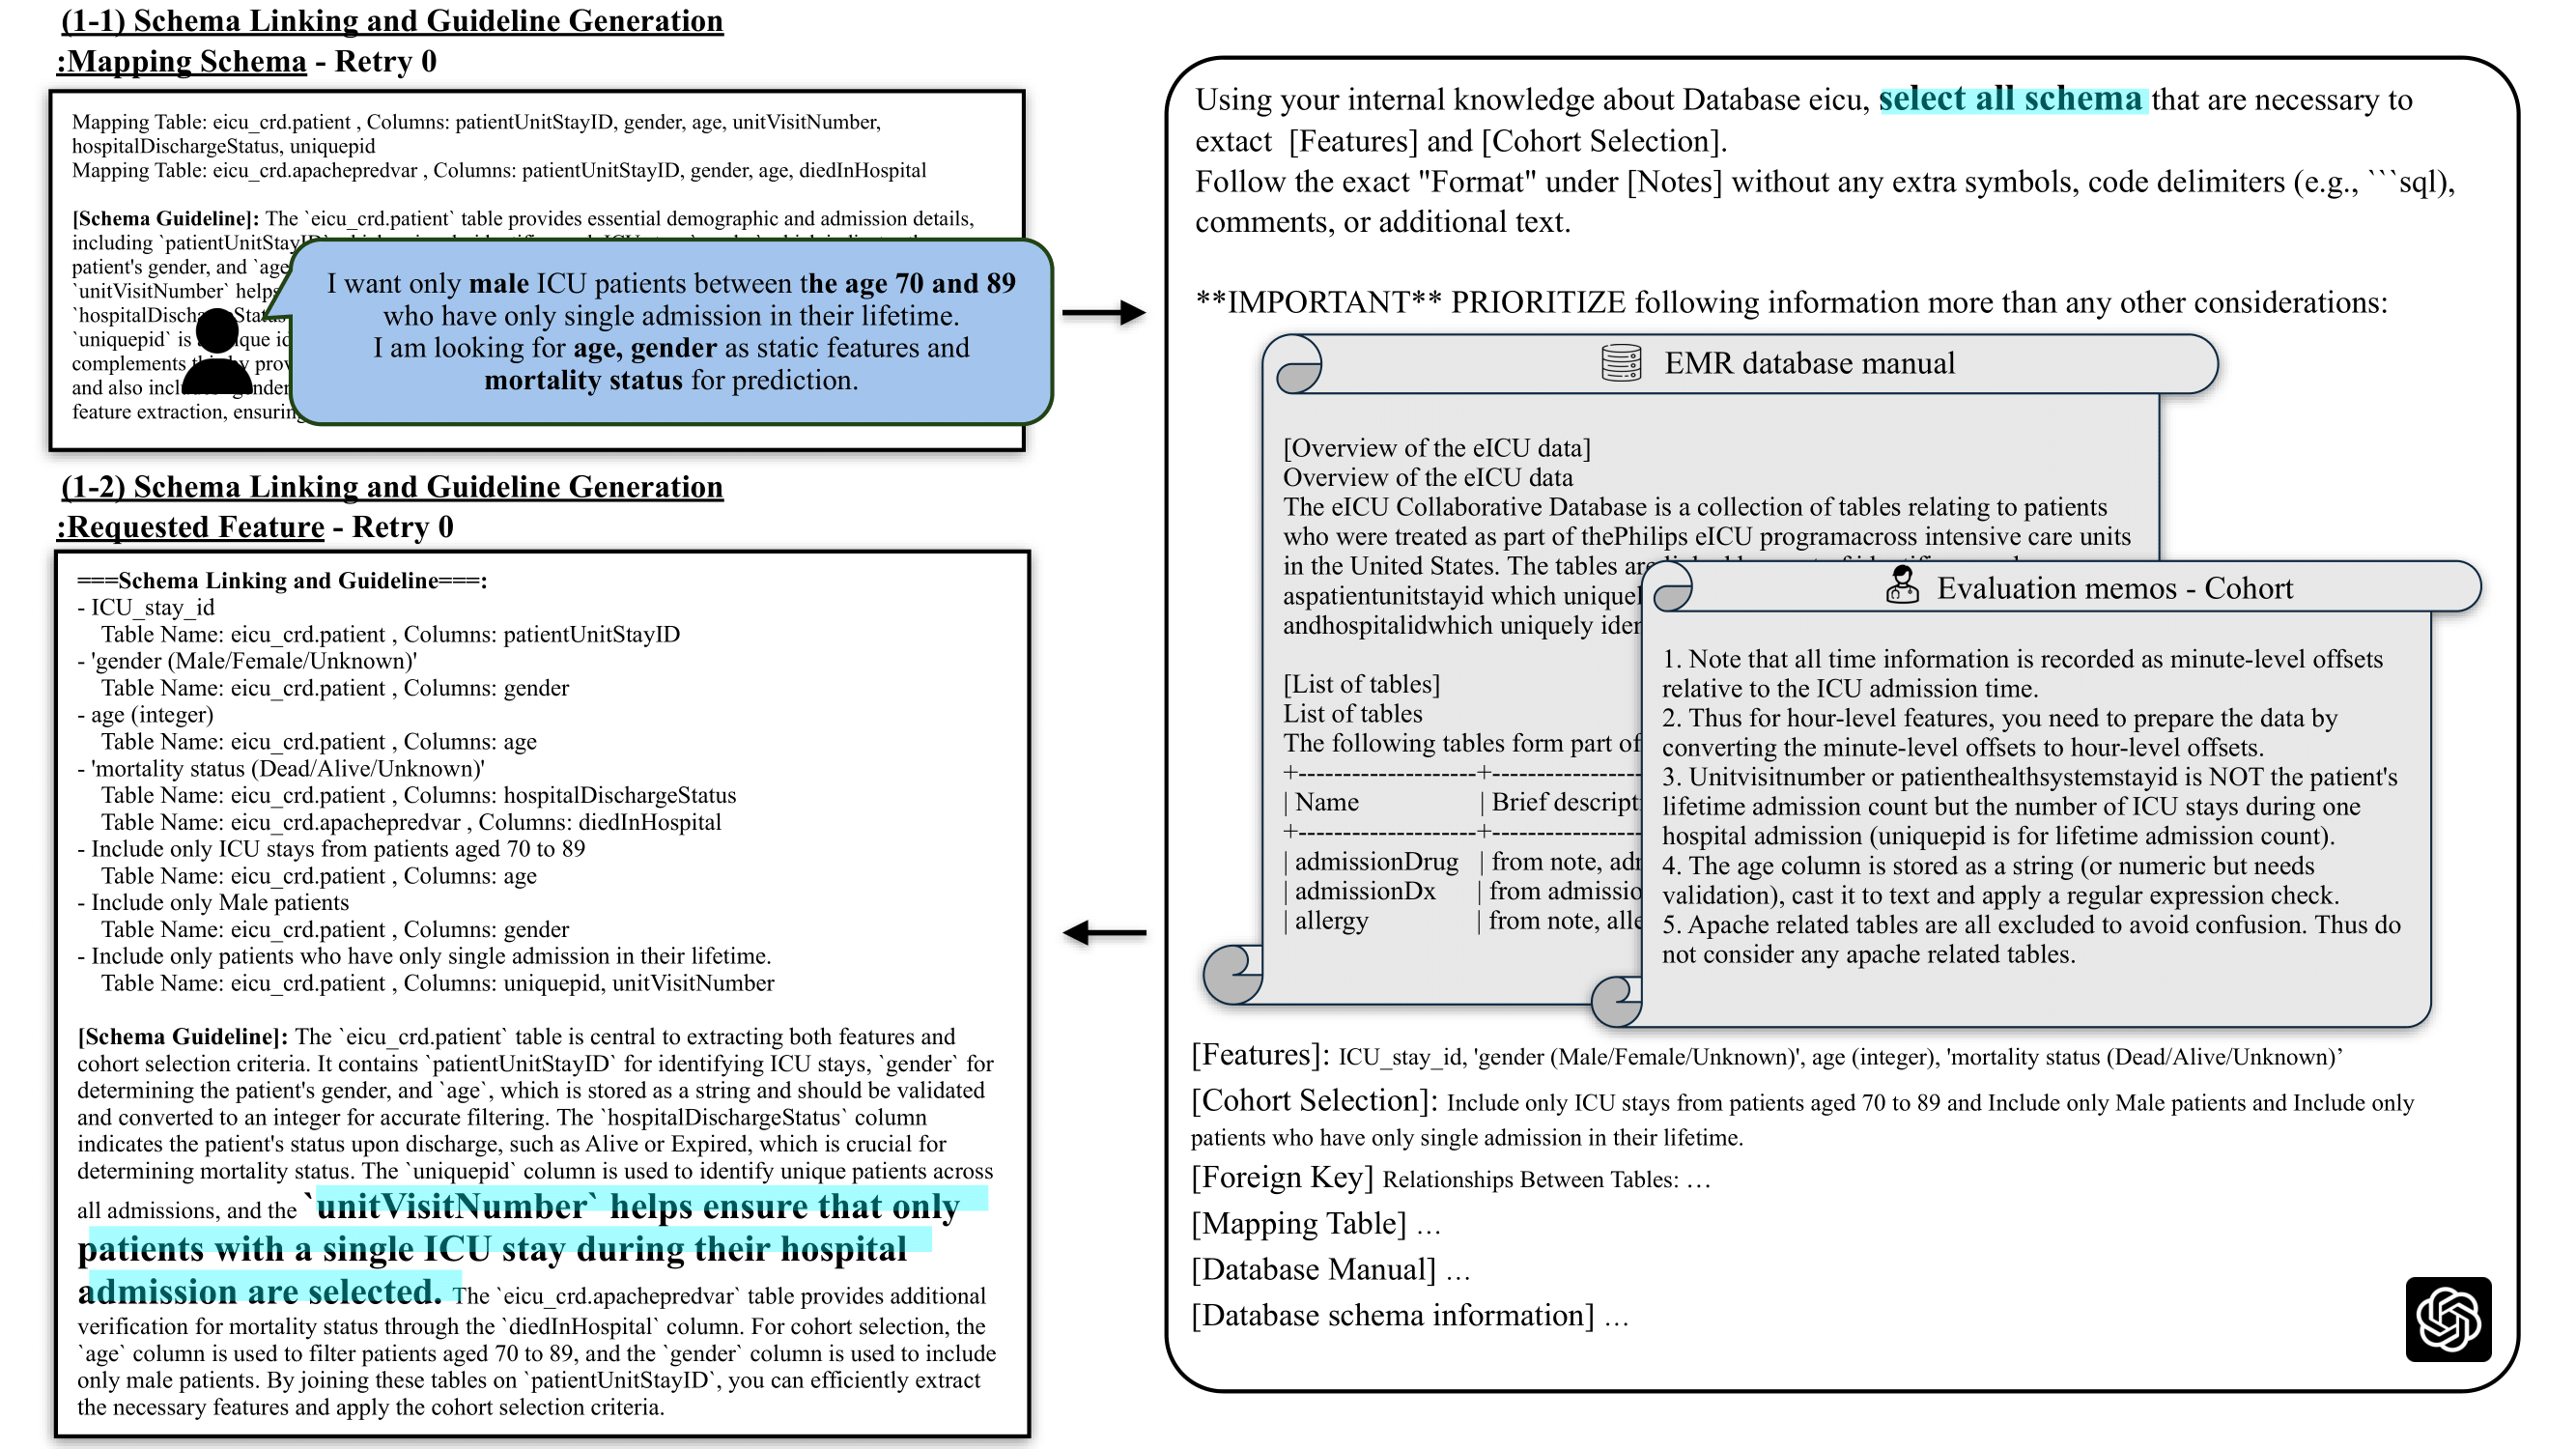 (1-1) Schema Linking and Guideline Generation
:Mapping Schema - Retry 0
Mapping Table: eicu_crd.patient , Columns: patientUnitStayID, gender, age, unitVisitNumber,
hospitalDischargeStatus, uniquepid
Mapping Table: eicu_crd.apachepredvar , Columns: patientUnitStayID, gender, age, diedInHospital
[Schema Guideline]: The `eicu_crd.patient` table provides essential demographic and admission details,
including `patientUnitStayID`
patient's gender, and `age
`unitVisitNumber` helps
`uniquepid` is
complements
and also
feature extraction, ensuring
I want only male ICU patients between the age 70 and 89
who have only single admission in their lifetime.
I am looking for age, gender as static features and
mortality status for prediction.
(1-2) Schema Linking and Guideline Generation
:Requested Feature - Retry 0
===Schema Linking and Guideline===:
- ICU_stay_id
Table Name: eicu_crd.patient , Columns: patientUnitStayID
- 'gender (Male/Female/Unknown)'
Table Name: eicu_crd.patient , Columns: gender
- age (integer)
Table Name: eicu_crd.patient , Columns: age
- 'mortality status (Dead/Alive/Unknown)'
Table Name: eicu_crd.patient , Columns: hospitalDischargeStatus
Table Name: eicu_crd.apachepredvar , Columns: diedInHospital
- Include only ICU stays from patients aged 70 to 89
Table Name: eicu_crd.patient , Columns: age
- Include only Male patients
Table Name: eicu_crd.patient , Columns: gender
- Include only patients who have only single admission in their lifetime.
Table Name: eicu_crd.patient , Columns: uniquepid, unitVisitNumber
[Schema Guideline]: The `eicu_crd.patient` table is central to extracting both features and
cohort selection criteria. It contains `patientUnitStayID` for identifying ICU stays, `gender` for
determining the patient's gender, and `age`, which is stored as a string and should be validated
and converted to an integer for accurate filtering. The `hospitalDischargeStatus` column
indicates the patient's status upon discharge, such as Alive or Expired, which is crucial for
determining mortality status. The `uniquepid` column is used to identify unique patients across
all admissions, and the `unitVisitNumber` helps ensure that only
patients with a single ICU stay during their hospital
admission are selected. The `eicu_crd.apachepredvar` table provides additional
verification for mortality status through the `diedInHospital` column. For cohort selection, the
`age` column is used to filter patients aged 70 to 89, and the `gender` column is used to include
only male patients. By joining these tables on `patientUnitStayID`, you can efficiently extract
the necessary features and apply the cohort selection criteria.
Using your internal knowledge about Database eicu, select all schema that are necessary to
extact [Features] and [Cohort Selection].
Follow the exact "Format" under [Notes] without any extra symbols, code delimiters (e.g., ```sql),
comments, or additional text.
**IMPORTANT** PRIORITIZE following information more than any other considerations:
EMR database manual
[Overview of the eICU data]
Overview of the eICU data
The eICU Collaborative Database is a collection of tables relating to patients
who were treated as part of thePhilips eICU programacross intensive care units
in the United States. The tables are
aspatientunitstayid which
andhospitalidwhich uniquely
[List of tables]
List of tables
The following tables form part of
+---------------------+------------------
| Name | Brief
+---------------------+------------------
| admissionDrug | from note,
| admissionDx | from
| allergy | from note,
Evaluation memos - Cohort
1. Note that all time information is recorded as minute-level offsets
relative to the ICU admission time.
2. Thus for hour-level features, you need to prepare the data by
converting the minute-level offsets to hour-level offsets.
3. Unitvisitnumber or patienthealthsystemstayid is NOT the patient's
lifetime admission count but the number of ICU stays during one
hospital admission (uniquepid is for lifetime admission count).
4. The age column is stored as a string (or numeric but needs
validation), cast it to text and apply a regular expression check.
5. Apache related tables are all excluded to avoid confusion. Thus do
not consider any apache related tables.
[Features]: ICU_stay_id, 'gender (Male/Female/Unknown)', age (integer), 'mortality status (Dead/Alive/Unknown)’
[Cohort Selection]: Include only ICU stays from patients aged 70 to 89 and Include only Male patients and Include only
patients who have only single admission in their lifetime.
[Foreign Key] Relationships Between Tables: …
[Mapping Table] …
[Database Manual] …
[Database schema information] …